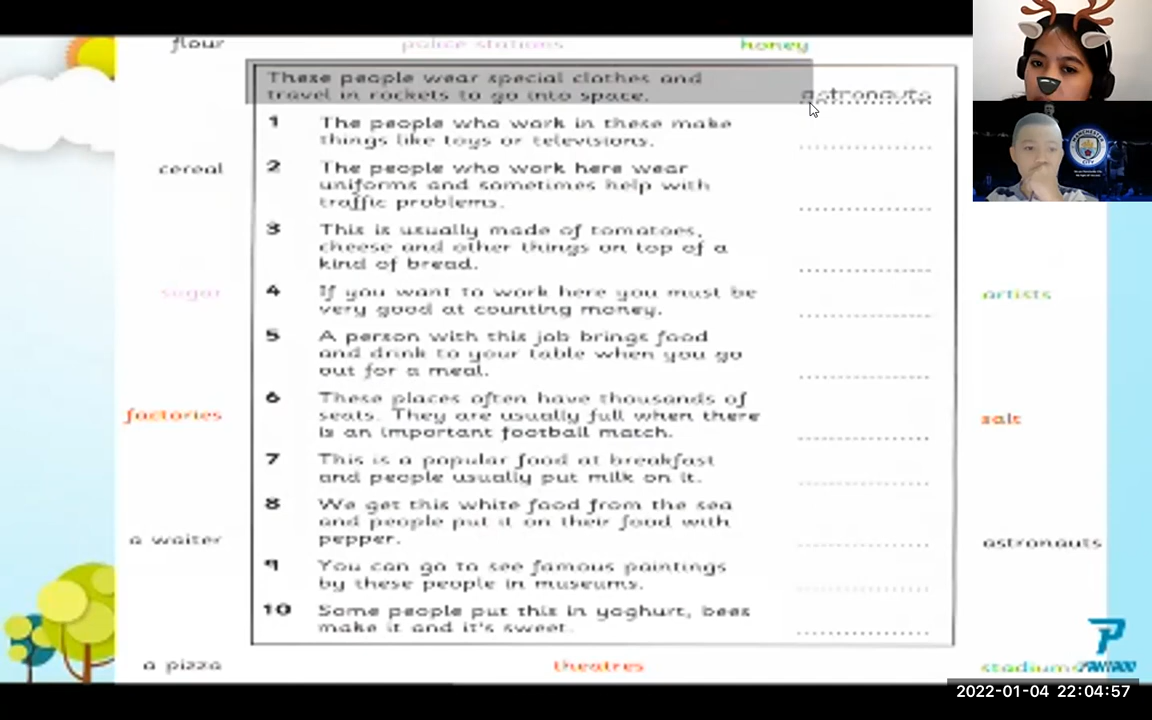 flour police stations honey
These people wear special clothes and
travel in rockets to go into space. astronauts
1 The people who work in these make
things like toys or televisions.
cereal
2 The people who work here wear
uniforms and sometimes help with
traffic problems.
3 This is usually made of tomatoes,
cheese and other things on top of a
kind of bread.
sugar
artists
4 If you want to work here you must be
very good at counting money.
5 A person with this job brings food
and drink to your table when you go
out for a meal.
factories
salt
6 These places often have thousands of
seats. They are usually full when there
is an important football match.
7 This is a popular food at breakfast
and people usually put milk on it.
8 We get this white food from the sea
and people put it on their food with
pepper.
a waiter
astronauts
9 You can go to see famous paintings
by these people in museums.
10 Some people put this in yoghurt, bees
make it and it's sweet.
a pizza theatres stadiums
PANTADO
MANCHESTER
CITY
2022-01-04 22:04:57